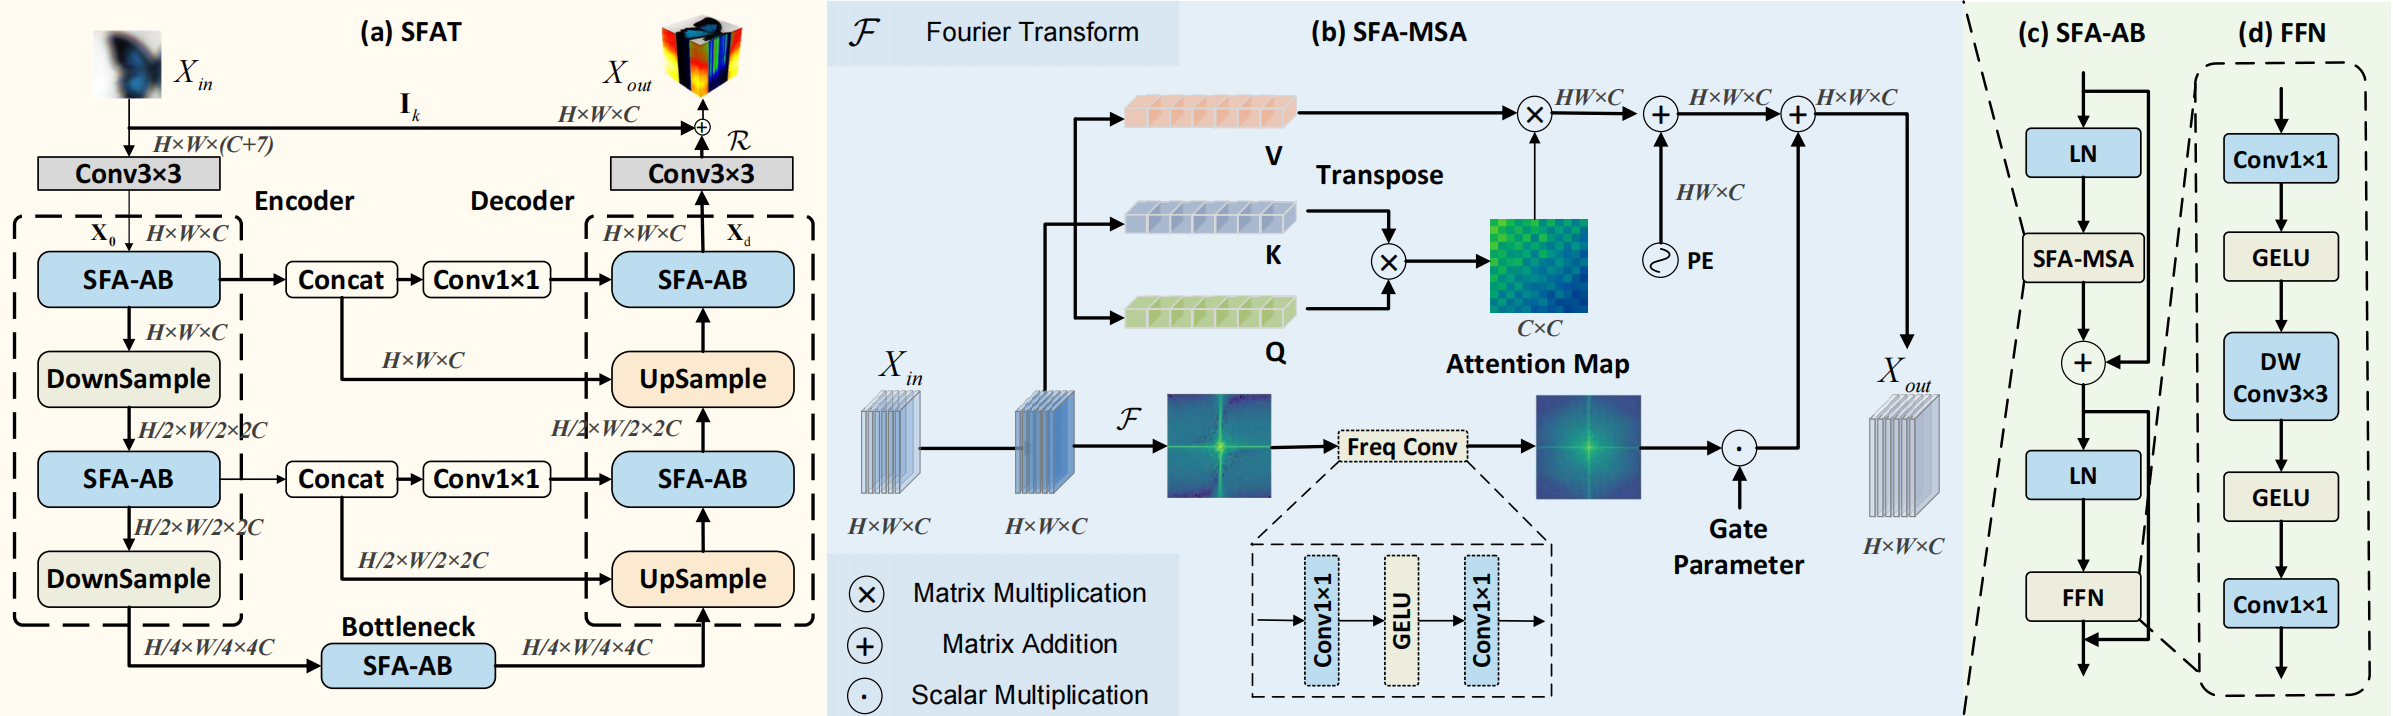 (a) SFAT
X_in
X_out
I_k
H×W×C
H×W×(C+7)
R
Conv3×3
Conv3×3
Encoder
Decoder
X_0
H×W×C
H×W×C
X_d
SFA-AB
Concat
Conv1×1
SFA-AB
H×W×C
H×W×C
DownSample
UpSample
H/2×W/2×2C
H/2×W/2×2C
SFA-AB
Concat
Conv1×1
SFA-AB
H/2×W/2×2C
H/2×W/2×2C
DownSample
UpSample
Bottleneck
H/4×W/4×4C
SFA-AB
H/4×W/4×4C
F
Fourier Transform
(b) SFA-MSA
HW×C
H×W×C
H×W×C
V
Transpose
K
HW×C
PE
Q
C×C
Attention Map
X_in
H×W×C
H×W×C
F
Freq Conv
Gate
Parameter
X_out
H×W×C
Conv1×1
GELU
Conv1×1
Matrix Multiplication
Matrix Addition
Scalar Multiplication
(c) SFA-AB
LN
SFA-MSA
LN
FFN
(d) FFN
Conv1×1
GELU
DW
Conv3×3
GELU
Conv1×1